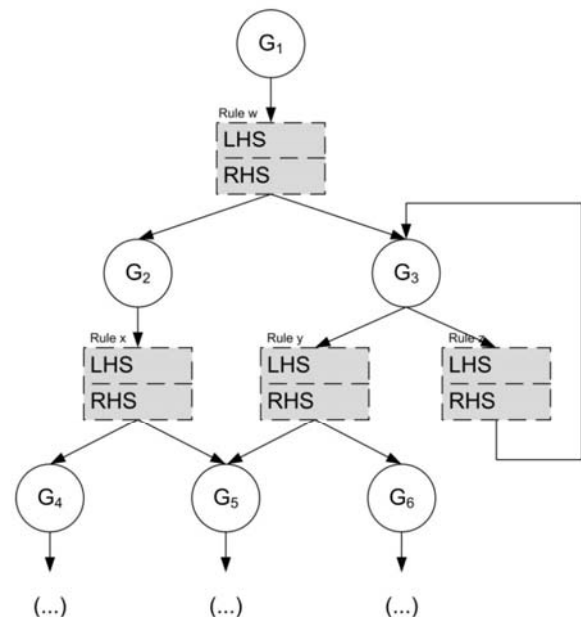 G₁
Rule w
LHS
RHS
G₂
G₃
Rule x
LHS
RHS
Rule y
LHS
RHS
Rule z
LHS
RHS
G₄
G₅
G₆
(...)
(...)
(...)